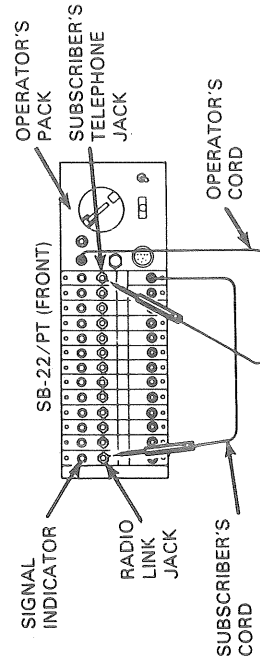 SB-22/PT (FRONT)
OPERATOR'S
PACK
SUBSCRIBER'S
TELEPHONE
JACK
SIGNAL
INDICATOR
RADIO
LINK
JACK
SUBSCRIBER'S
CORD
OPERATOR'S
CORD